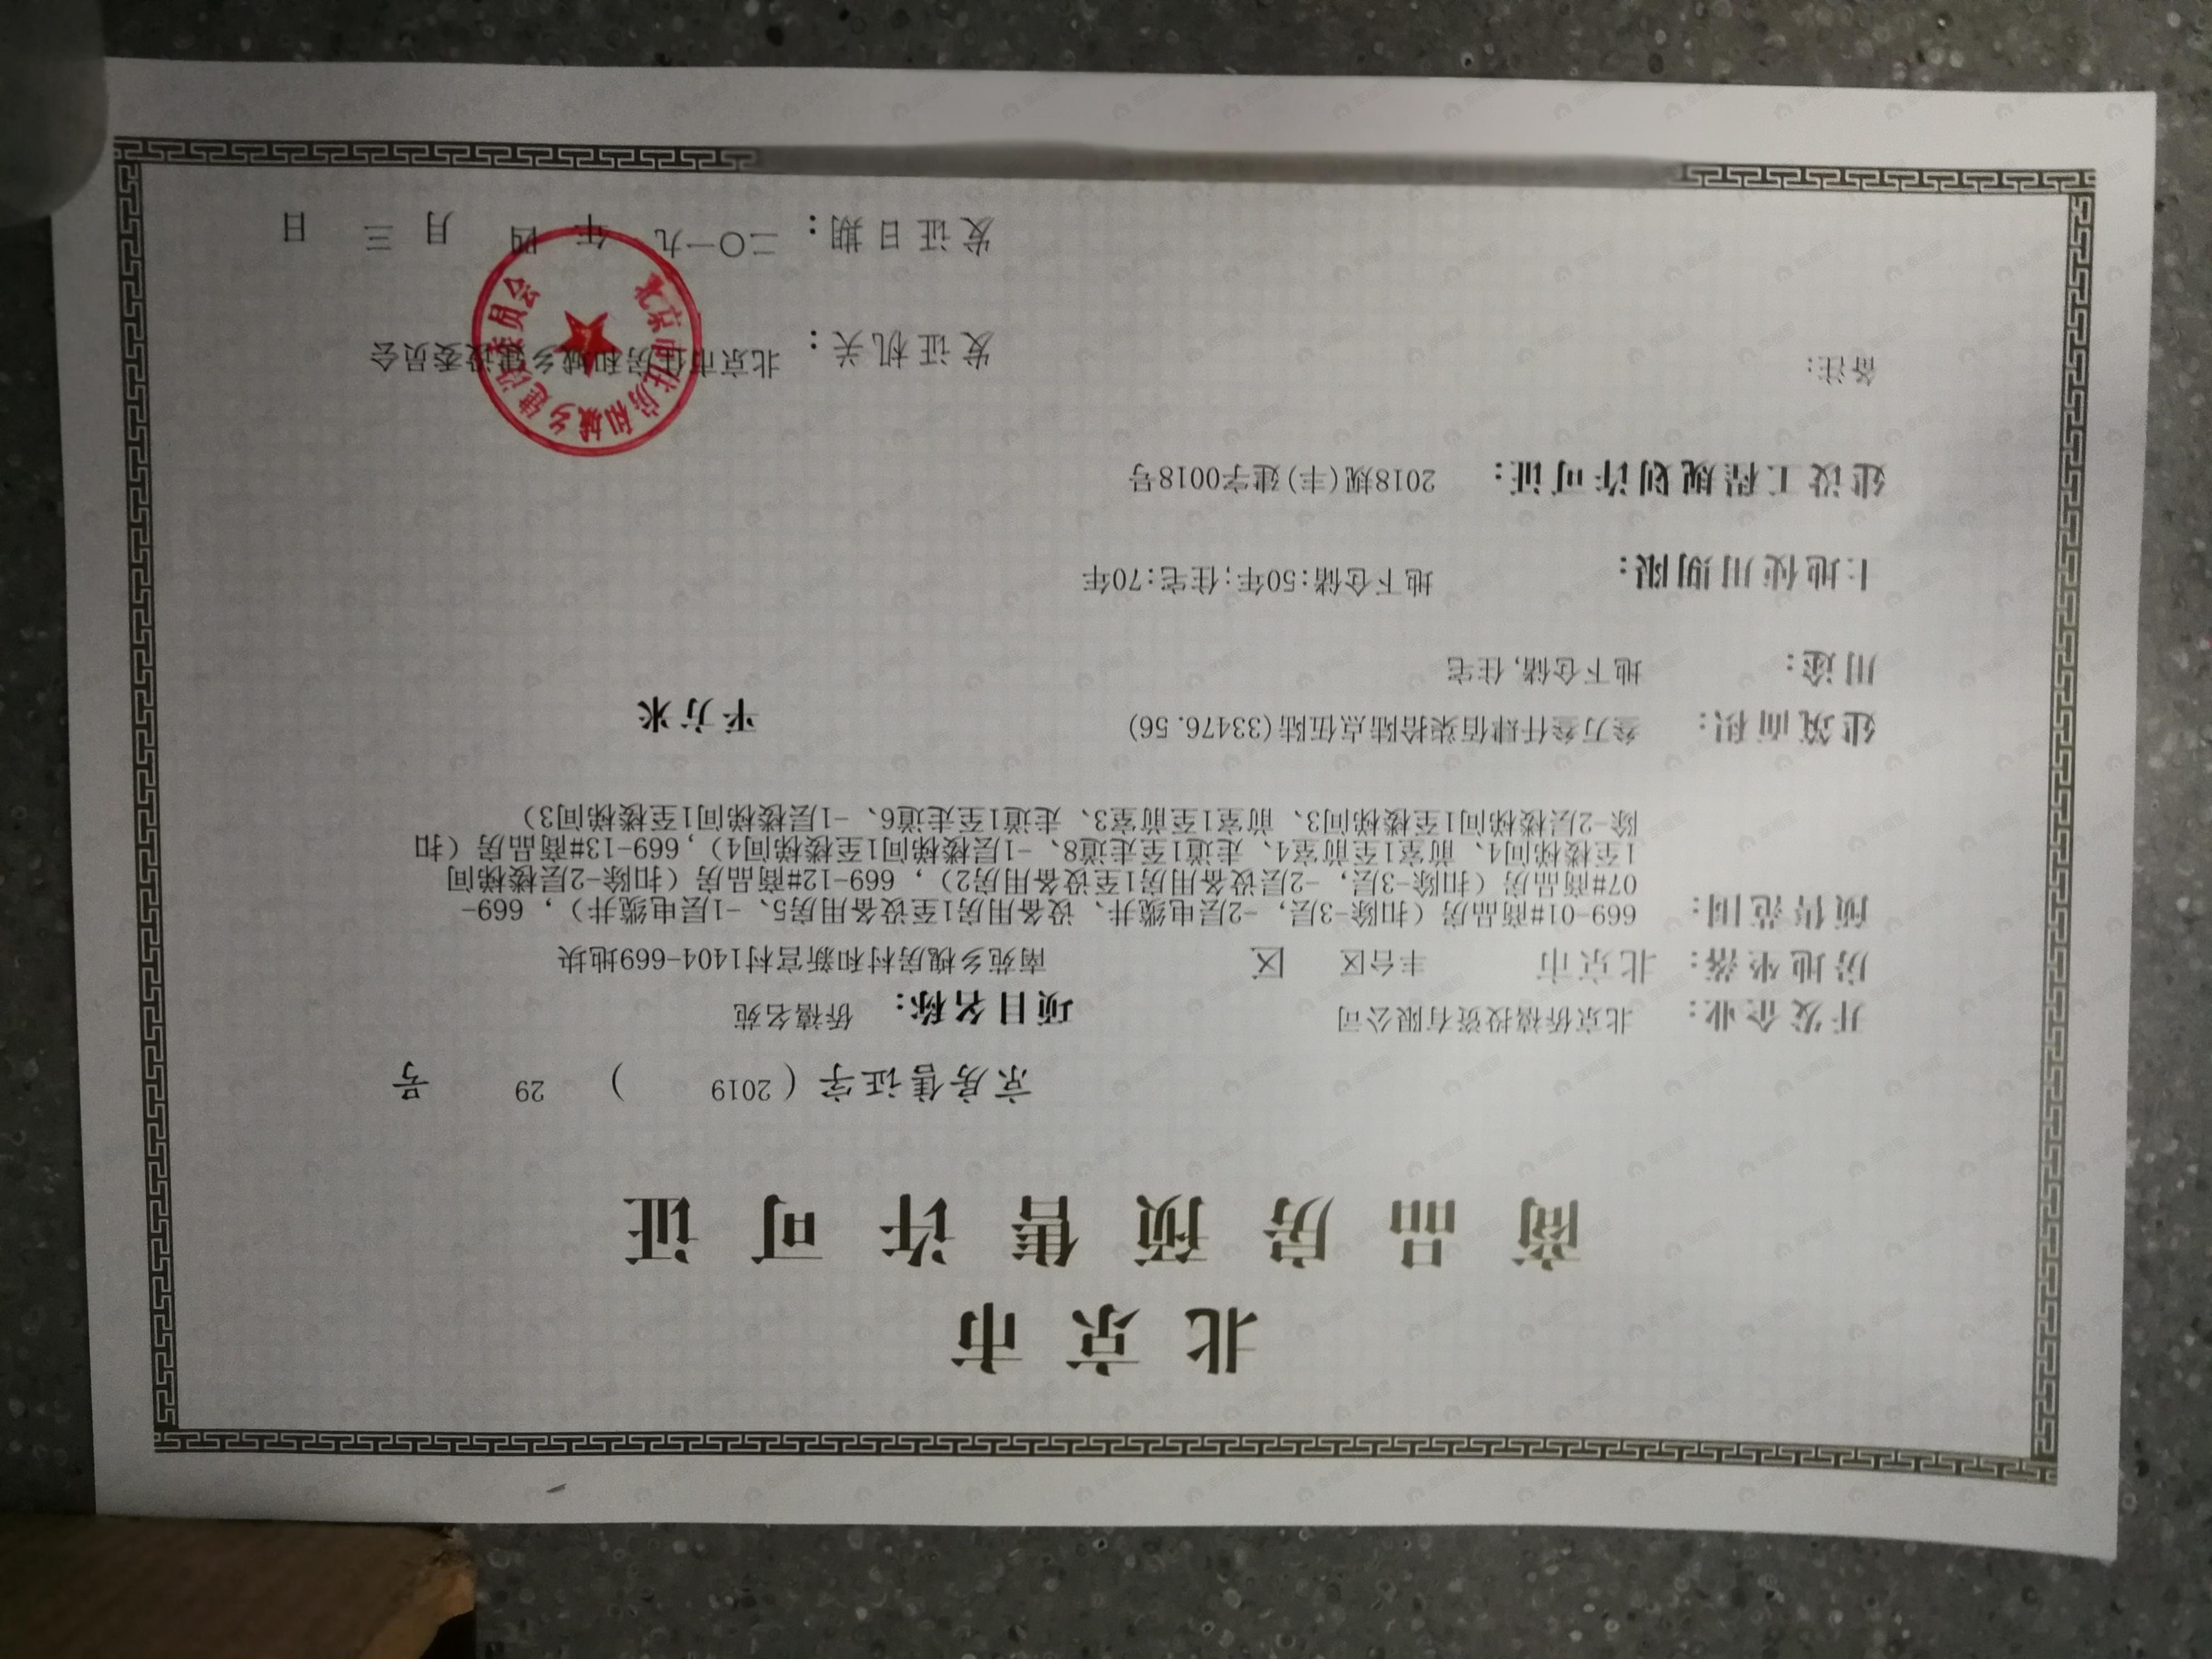 北京市
商品房预售许可证
京房售证字（2019）29号
开发企业：北京侨禧投资有限公司 项目名称：侨禧名苑
房地坐落：北京市 丰台区 区 南苑乡槐房村和新宫村1404-669地块
预售范围：669-01#商品房（扣除-3层，-2层电缆井、设备用房1至设备用房5、-1层电缆井），669-
07#商品房（扣除-3层，-2层设备用房1至设备用房2），669-12#商品房（扣除-2层楼梯间
1至楼梯间4、前室1至前室4、走道1至走道8、-1层楼梯间1至楼梯间4），669-13#商品房（扣
除-2层楼梯间1至楼梯间3、前室1至前室3、走道1至走道6、-1层楼梯间1至楼梯间3）
建筑面积：叁万叁仟肆佰柒拾陆点伍陆(33476.56) 平方米
用途：地下仓储,住宅
土地使用期限：地下仓储:50年;住宅:70年
建设工程规划许可证：2018规(丰)建字0018号
备注：
发证机关：北京市住房和城乡建设委员会
发证日期：二〇一九年四月三日
北京市住房和城乡建设委员会